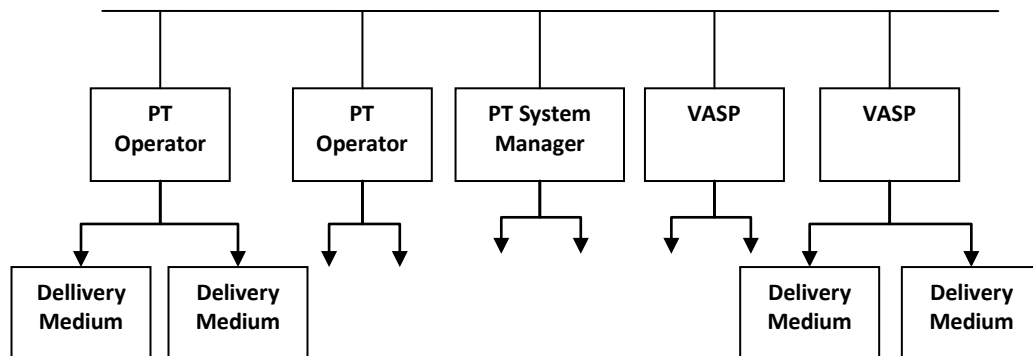 PT
Operator
PT
Operator
PT System
Manager
VASP
VASP
Dellivery
Medium
Delivery
Medium
Delivery
Medium
Delivery
Medium